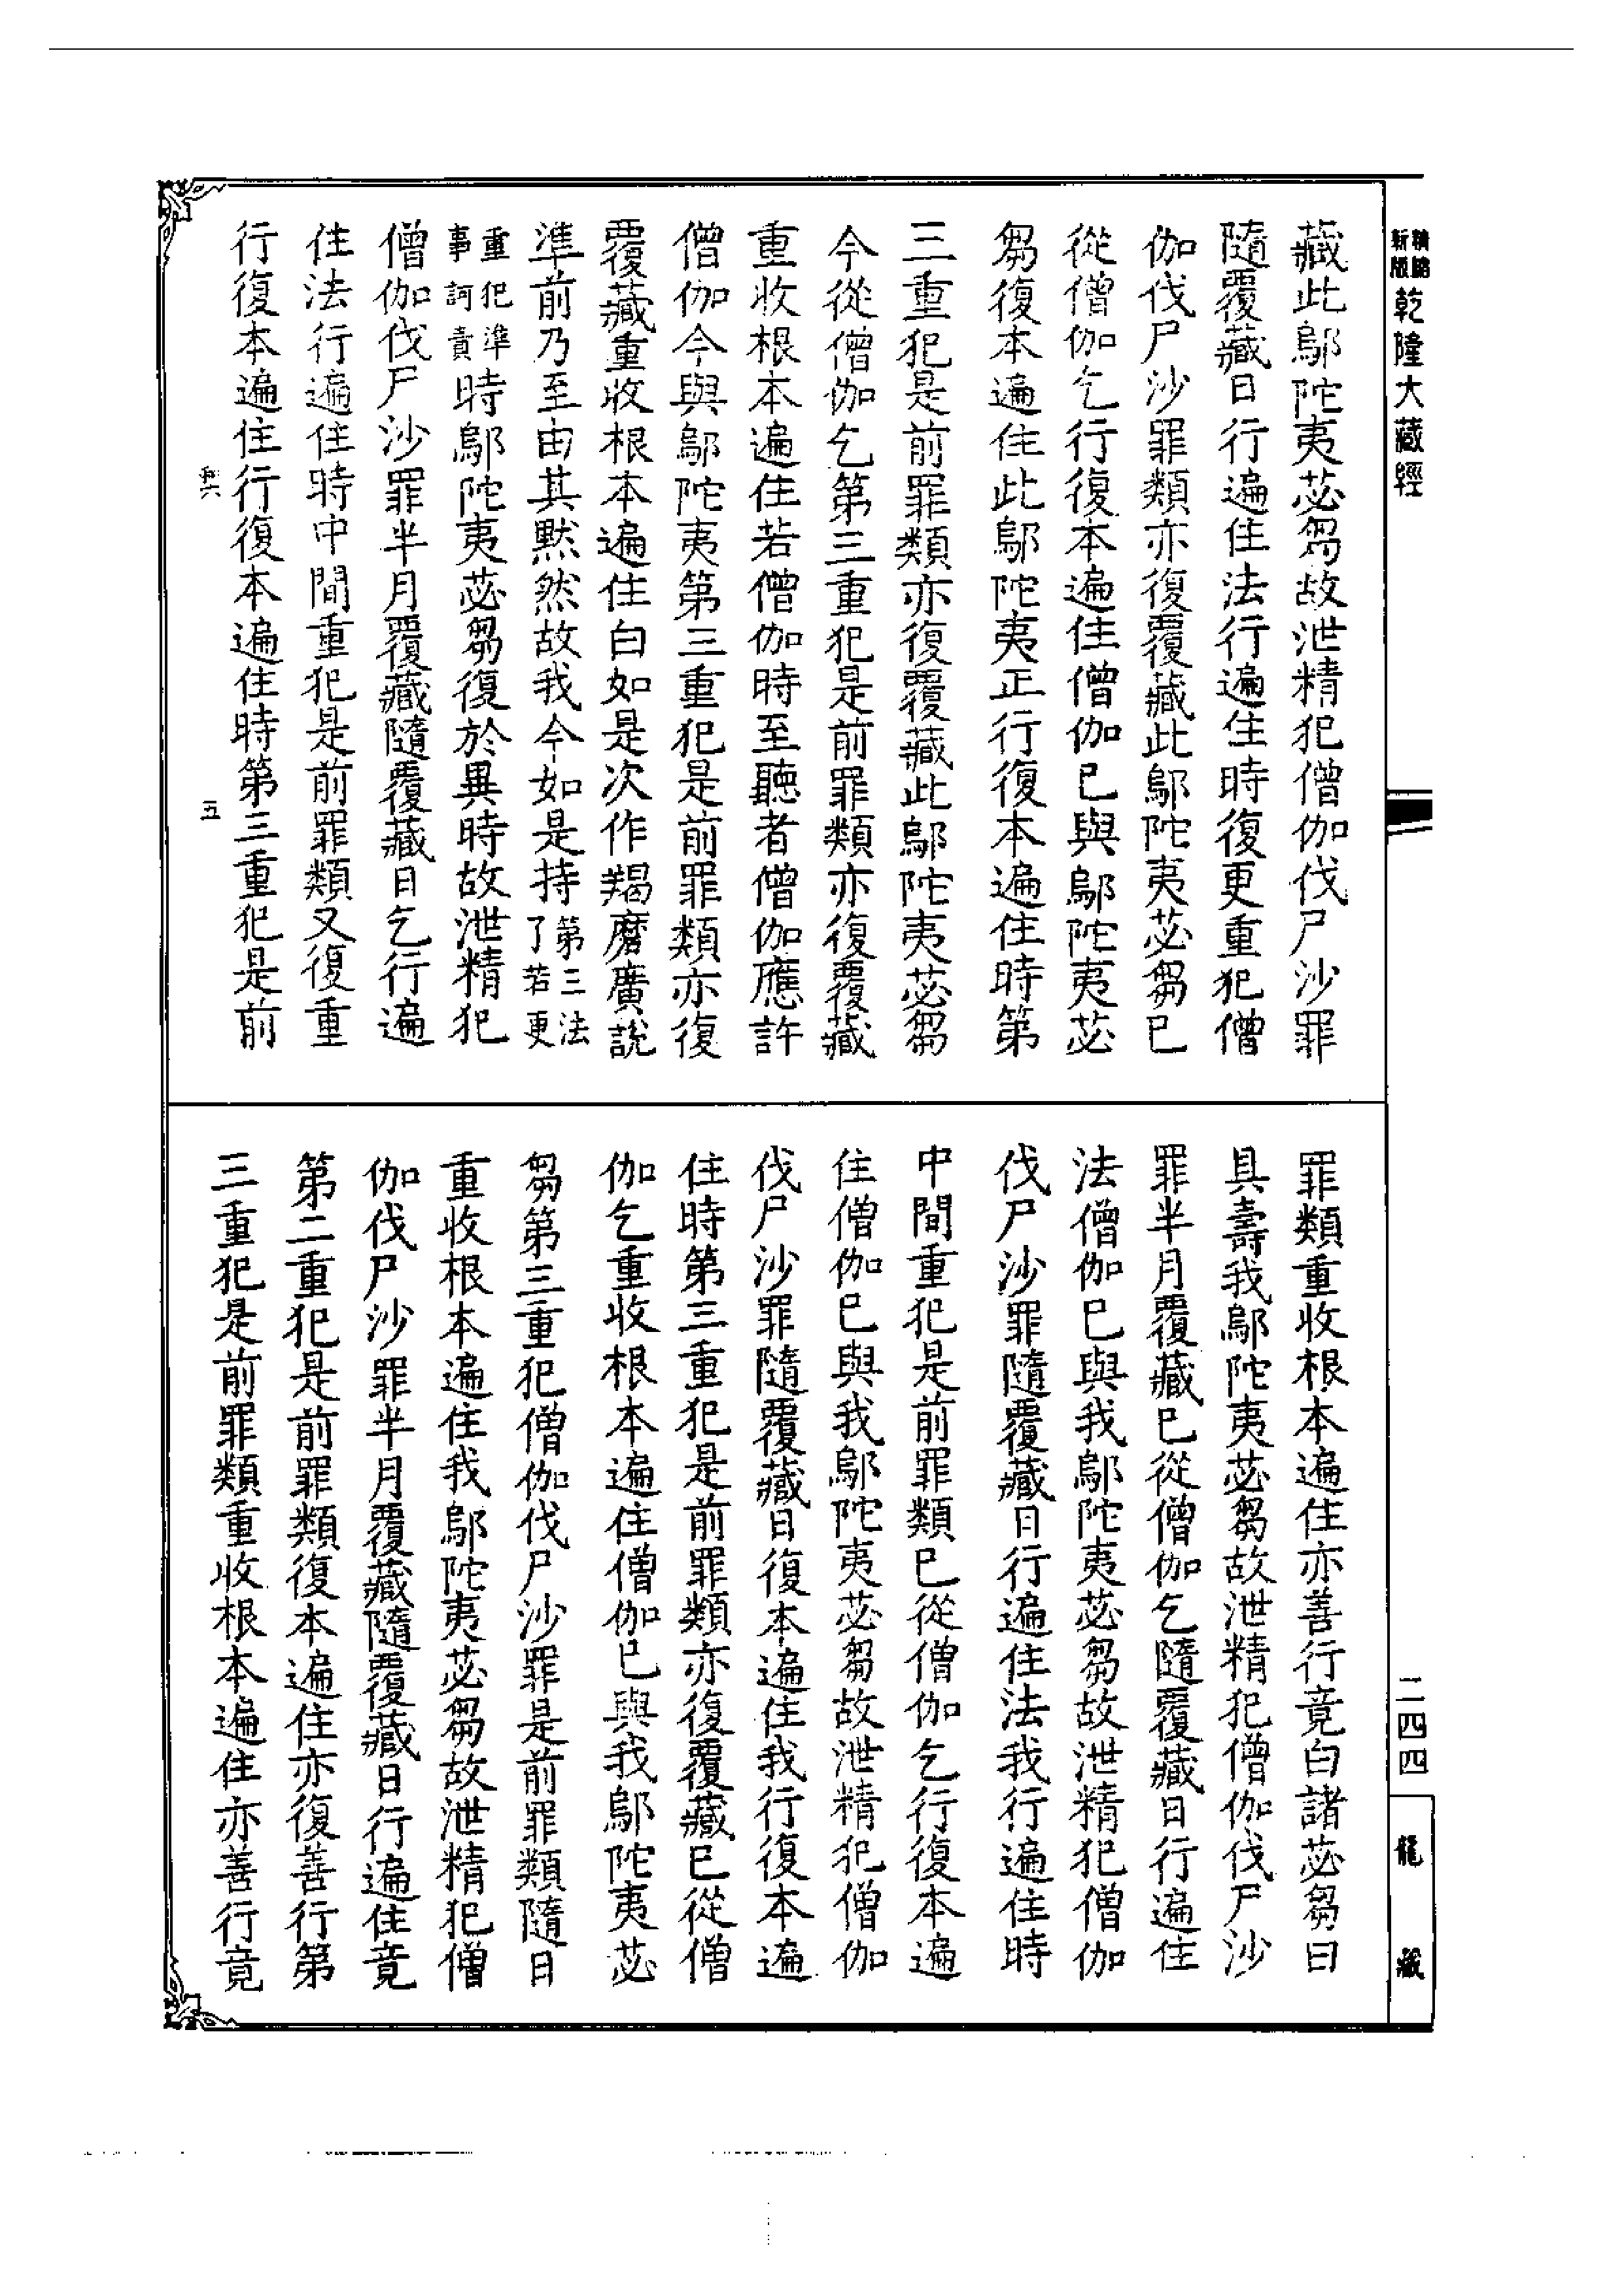 新版
精縮
乾隆大藏經
藏此鄔陀夷苾芻故泄精犯僧伽伐尸沙罪
隨覆藏日行遍住法行遍住時復更重犯僧
伽伐尸沙罪類亦復覆藏此鄔陀夷苾芻已
從僧伽乞行復本遍住僧伽已與鄔陀夷苾
芻復本遍住此鄔陀夷正行復本遍住時第
三重犯是前罪類亦復覆藏此鄔陀夷苾芻
今從僧伽乞第三重犯是前罪類亦復覆藏
重收根本遍住若僧伽時至聽者僧伽應許
僧伽今與鄔陀夷第三重犯是前罪類亦復
覆藏重收根本遍住白如是次作羯磨廣說
準前乃至由其默然故我今如是持第三法了若更
重犯準事訶責時鄔陀夷苾芻復於異時故泄精犯
僧伽伐尸沙罪半月覆藏隨覆藏日乞行遍
住法行遍住時中間重犯是前罪類又復重
行復本遍住行復本遍住時第三重犯是前
五
罪類重收根本遍住亦善行竟白諸苾芻曰
具壽我鄔陀夷苾芻故泄精犯僧伽伐尸沙
罪半月覆藏已從僧伽乞隨覆藏日行遍住
法僧伽已與我鄔陀夷苾芻故泄精犯僧伽
伐尸沙罪隨覆藏日行遍住法我行遍住時
中間重犯是前罪類已從僧伽乞行復本遍
住僧伽已與我鄔陀夷苾芻故泄精犯僧伽
伐尸沙罪隨覆藏日復本遍住我行復本遍
住時第三重犯是前罪類亦復覆藏已從僧
伽乞重收根本遍住僧伽已與我鄔陀夷苾
芻第三重犯僧伽伐尸沙罪是前罪類隨日
重收根本遍住我鄔陀夷苾芻故泄精犯僧
伽伐尸沙罪半月覆藏隨覆藏日行遍住竟
第二重犯是前罪類復本遍住亦復善行第
三重犯是前罪類重收根本遍住亦善行竟
二四四
龍藏